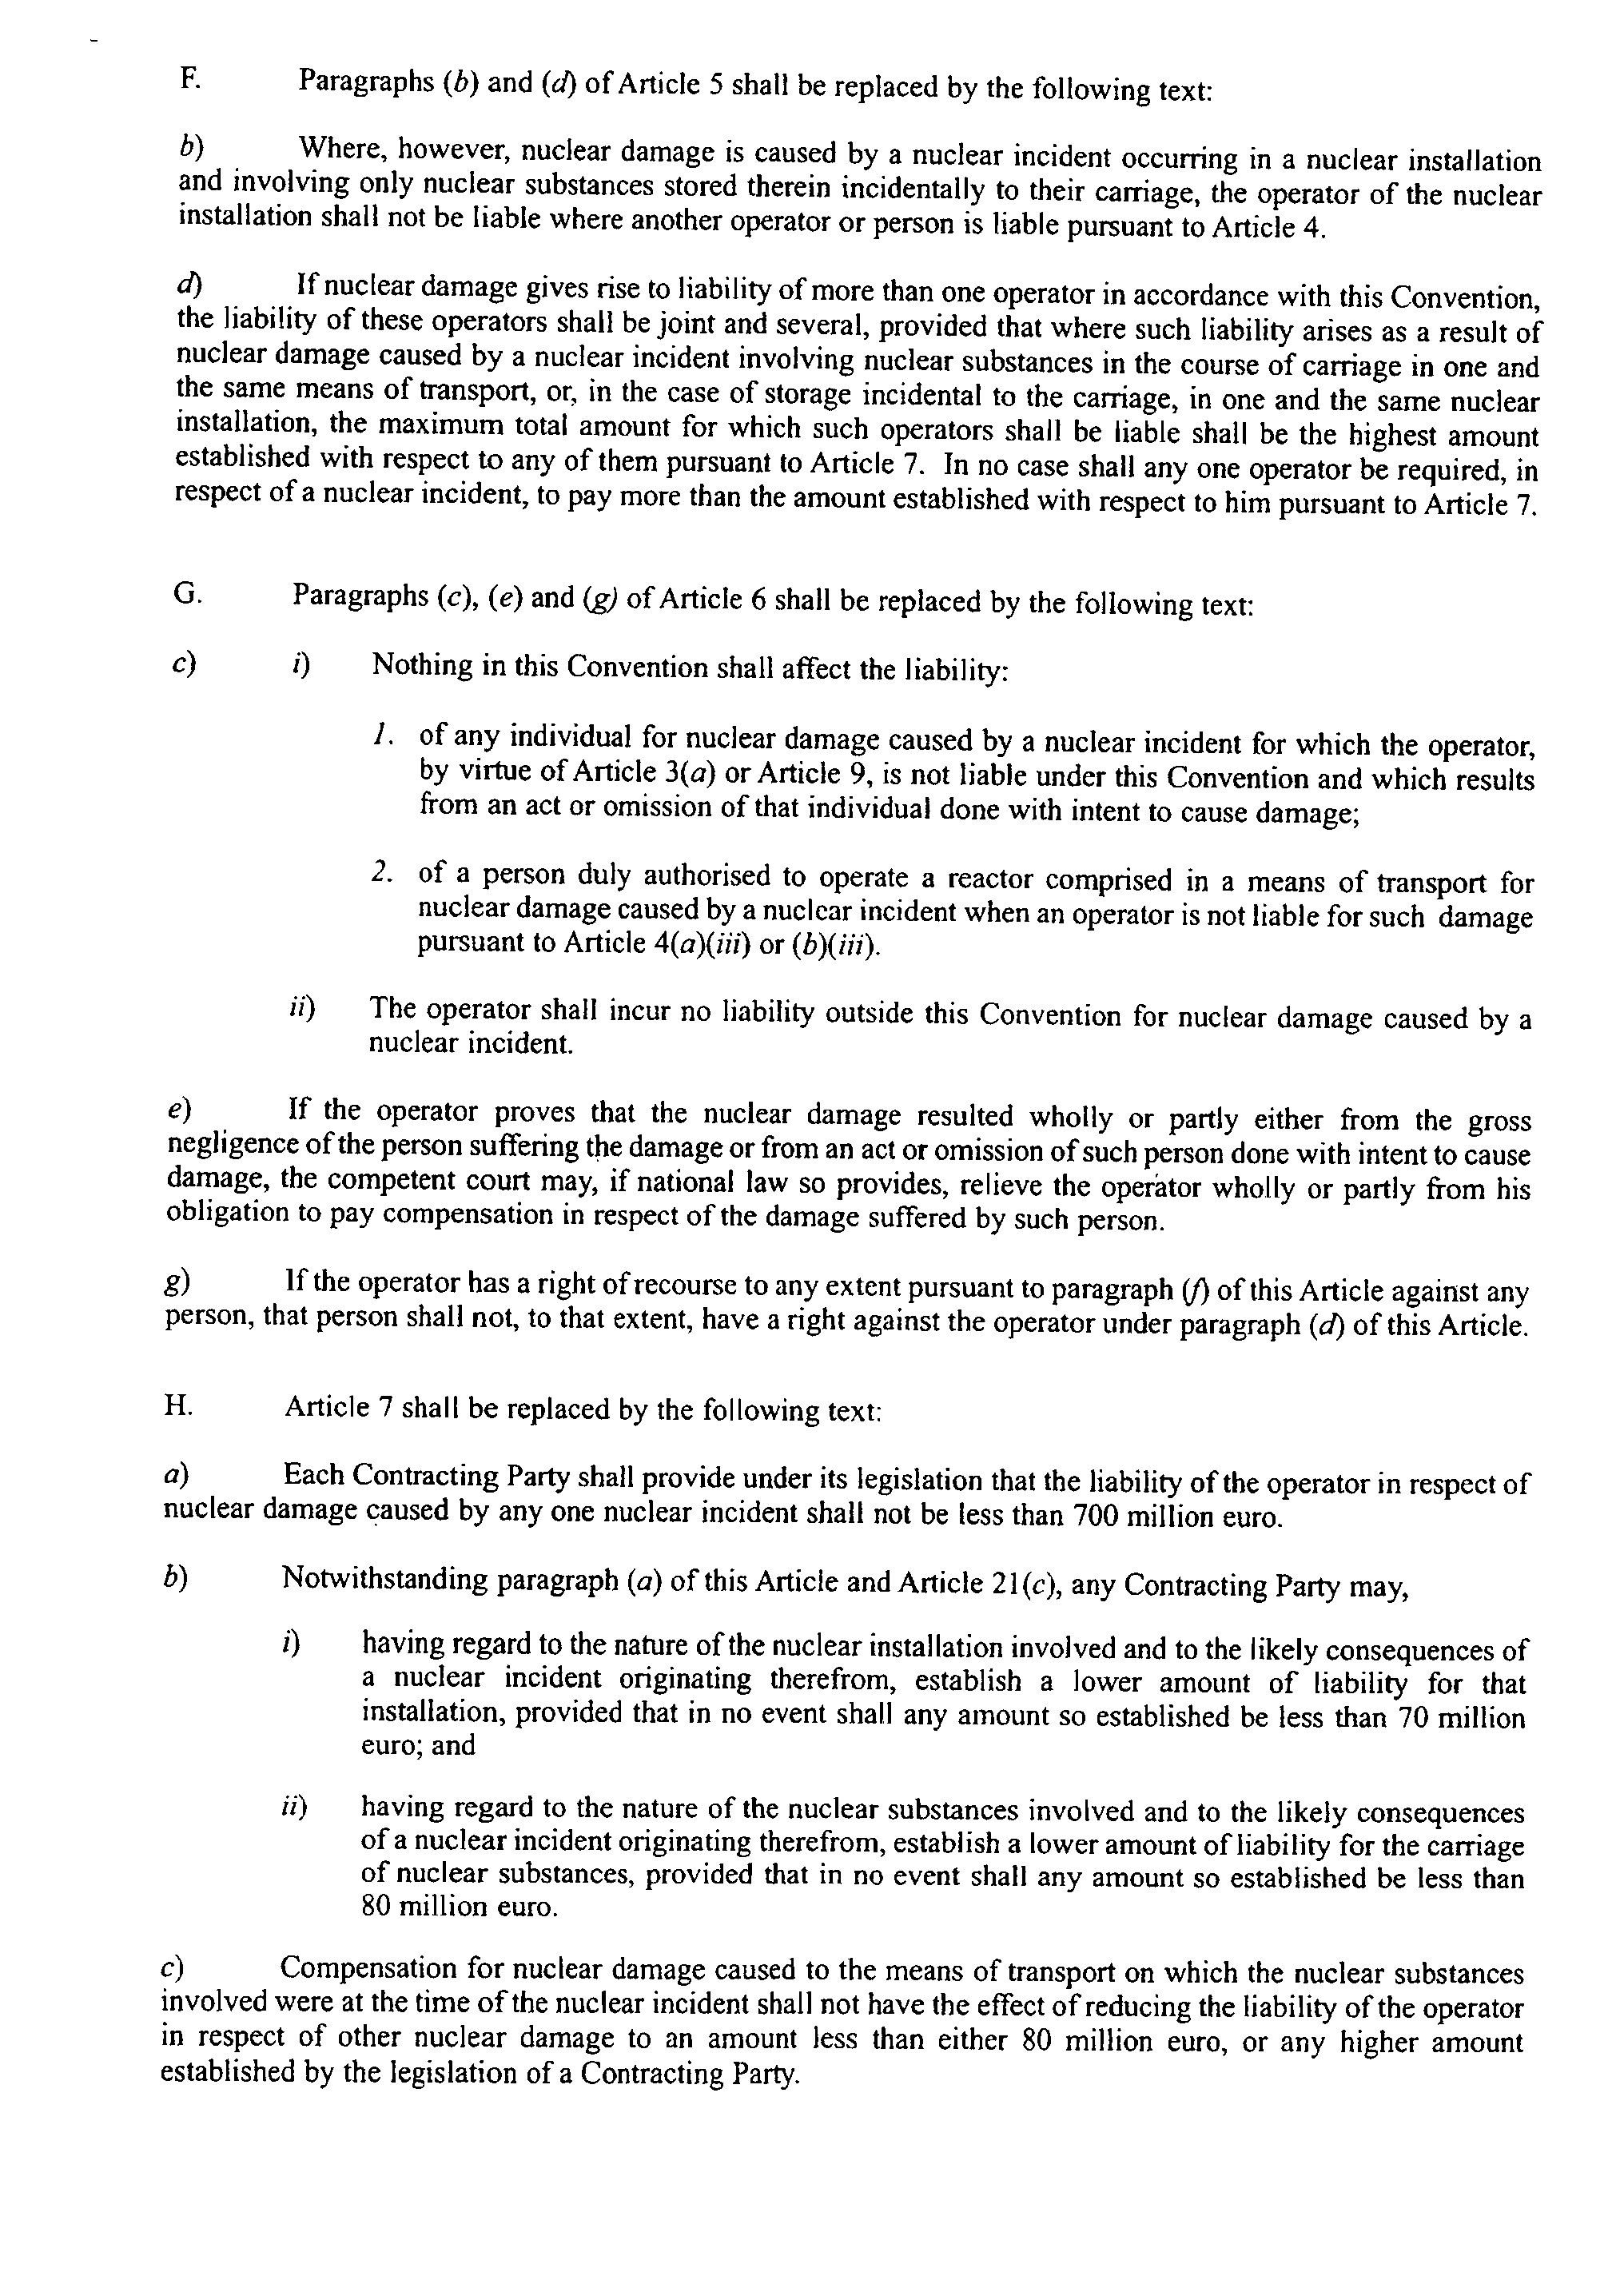 F. Paragraphs (b) and (d) of Article 5 shall be replaced by the following text:
b) Where, however, nuclear damage is caused by a nuclear incident occurring in a nuclear installation
and involving only nuclear substances stored therein incidentally to their carriage, the operator of the nuclear
installation shall not be liable where another operator or person is liable pursuant to Article 4.
d) If nuclear damage gives rise to liability of more than one operator in accordance with this Convention,
the liability of these operators shall be joint and several, provided that where such liability arises as a result of
nuclear damage caused by a nuclear incident involving nuclear substances in the course of carriage in one and
the same means of transport, or, in the case of storage incidental to the carriage, in one and the same nuclear
installation, the maximum total amount for which such operators shall be liable shall be the highest amount
established with respect to any of them pursuant to Article 7. In no case shall any one operator be required, in
respect of a nuclear incident, to pay more than the amount established with respect to him pursuant to Article 7.
G. Paragraphs (c), (e) and (g) of Article 6 shall be replaced by the following text:
c) i) Nothing in this Convention shall affect the liability:
1. of any individual for nuclear damage caused by a nuclear incident for which the operator,
by virtue of Article 3(a) or Article 9, is not liable under this Convention and which results
from an act or omission of that individual done with intent to cause damage;
2. of a person duly authorised to operate a reactor comprised in a means of transport for
nuclear damage caused by a nuclear incident when an operator is not liable for such damage
pursuant to Article 4(a)(iii) or (b)(iii).
ii) The operator shall incur no liability outside this Convention for nuclear damage caused by a
nuclear incident.
e) If the operator proves that the nuclear damage resulted wholly or partly either from the gross
negligence of the person suffering the damage or from an act or omission of such person done with intent to cause
damage, the competent court may, if national law so provides, relieve the operator wholly or partly from his
obligation to pay compensation in respect of the damage suffered by such person.
g) If the operator has a right of recourse to any extent pursuant to paragraph (f) of this Article against any
person, that person shall not, to that extent, have a right against the operator under paragraph (d) of this Article.
H. Article 7 shall be replaced by the following text:
a) Each Contracting Party shall provide under its legislation that the liability of the operator in respect of
nuclear damage caused by any one nuclear incident shall not be less than 700 million euro.
b) Notwithstanding paragraph (a) of this Article and Article 21(c), any Contracting Party may,
i) having regard to the nature of the nuclear installation involved and to the likely consequences of
a nuclear incident originating therefrom, establish a lower amount of liability for that
installation, provided that in no event shall any amount so established be less than 70 million
euro; and
ii) having regard to the nature of the nuclear substances involved and to the likely consequences
of a nuclear incident originating therefrom, establish a lower amount of liability for the carriage
of nuclear substances, provided that in no event shall any amount so established be less than
80 million euro.
c) Compensation for nuclear damage caused to the means of transport on which the nuclear substances
involved were at the time of the nuclear incident shall not have the effect of reducing the liability of the operator
in respect of other nuclear damage to an amount less than either 80 million euro, or any higher amount
established by the legislation of a Contracting Party.